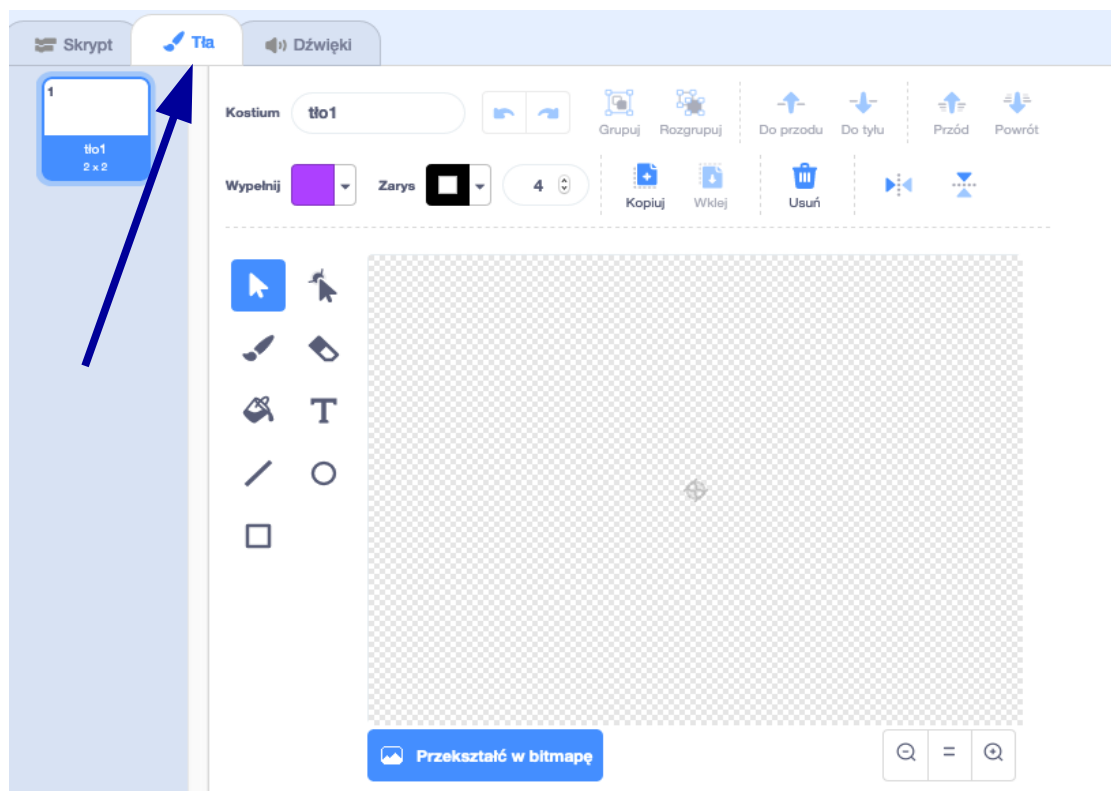 Skrypt Tła Dźwięki
1
tło1
2 x 2
Kostium tło1
Grupuj Rozgrupuj Do przodu Do tyłu Przód Powrót
Wypełnij Zarys 4
Kopiuj Wklej Usuń
T
Przekształć w bitmapę
=